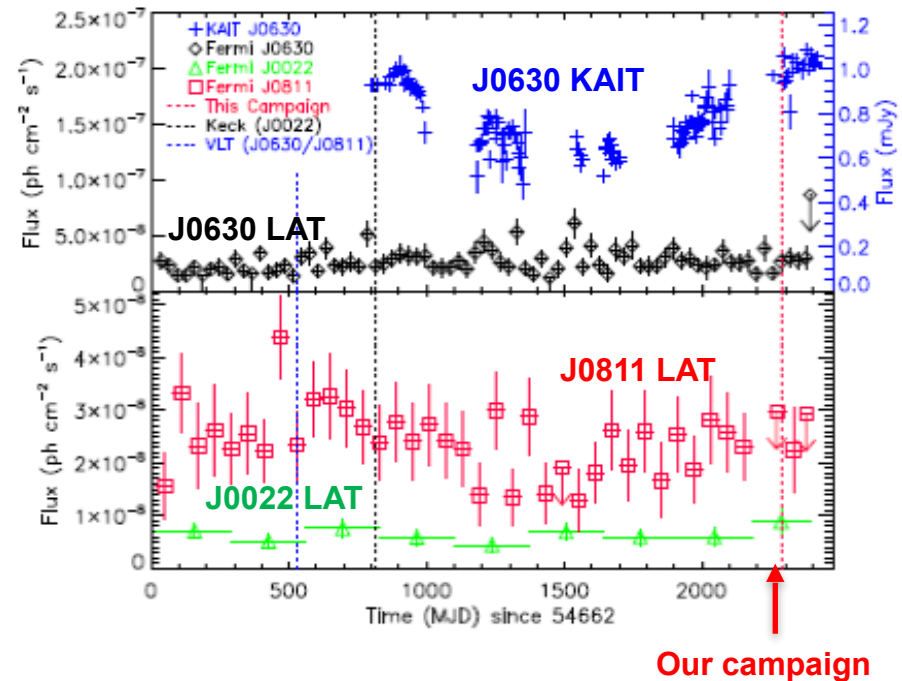 2.5×10⁻⁷
2.0×10⁻⁷
1.5×10⁻⁷
1.0×10⁻⁷
5.0×10⁻⁸
0
Flux (ph cm⁻² s⁻¹)
KAIT J0630
Fermi J0630
Fermi J0022
Fermi J0811
This Campaign
Keck (J0022)
VLT (J0630/J0811)
J0630 KAIT
J0630 LAT
1.2
1.0
0.8
0.6
0.4
0.2
0.0
Flux (mJy)
5×10⁻⁸
4×10⁻⁸
3×10⁻⁸
2×10⁻⁸
1×10⁻⁸
0
Flux (ph cm⁻² s⁻¹)
J0811 LAT
J0022 LAT
0 500 1000 1500 2000
Time (MJD) since 54662
Our campaign